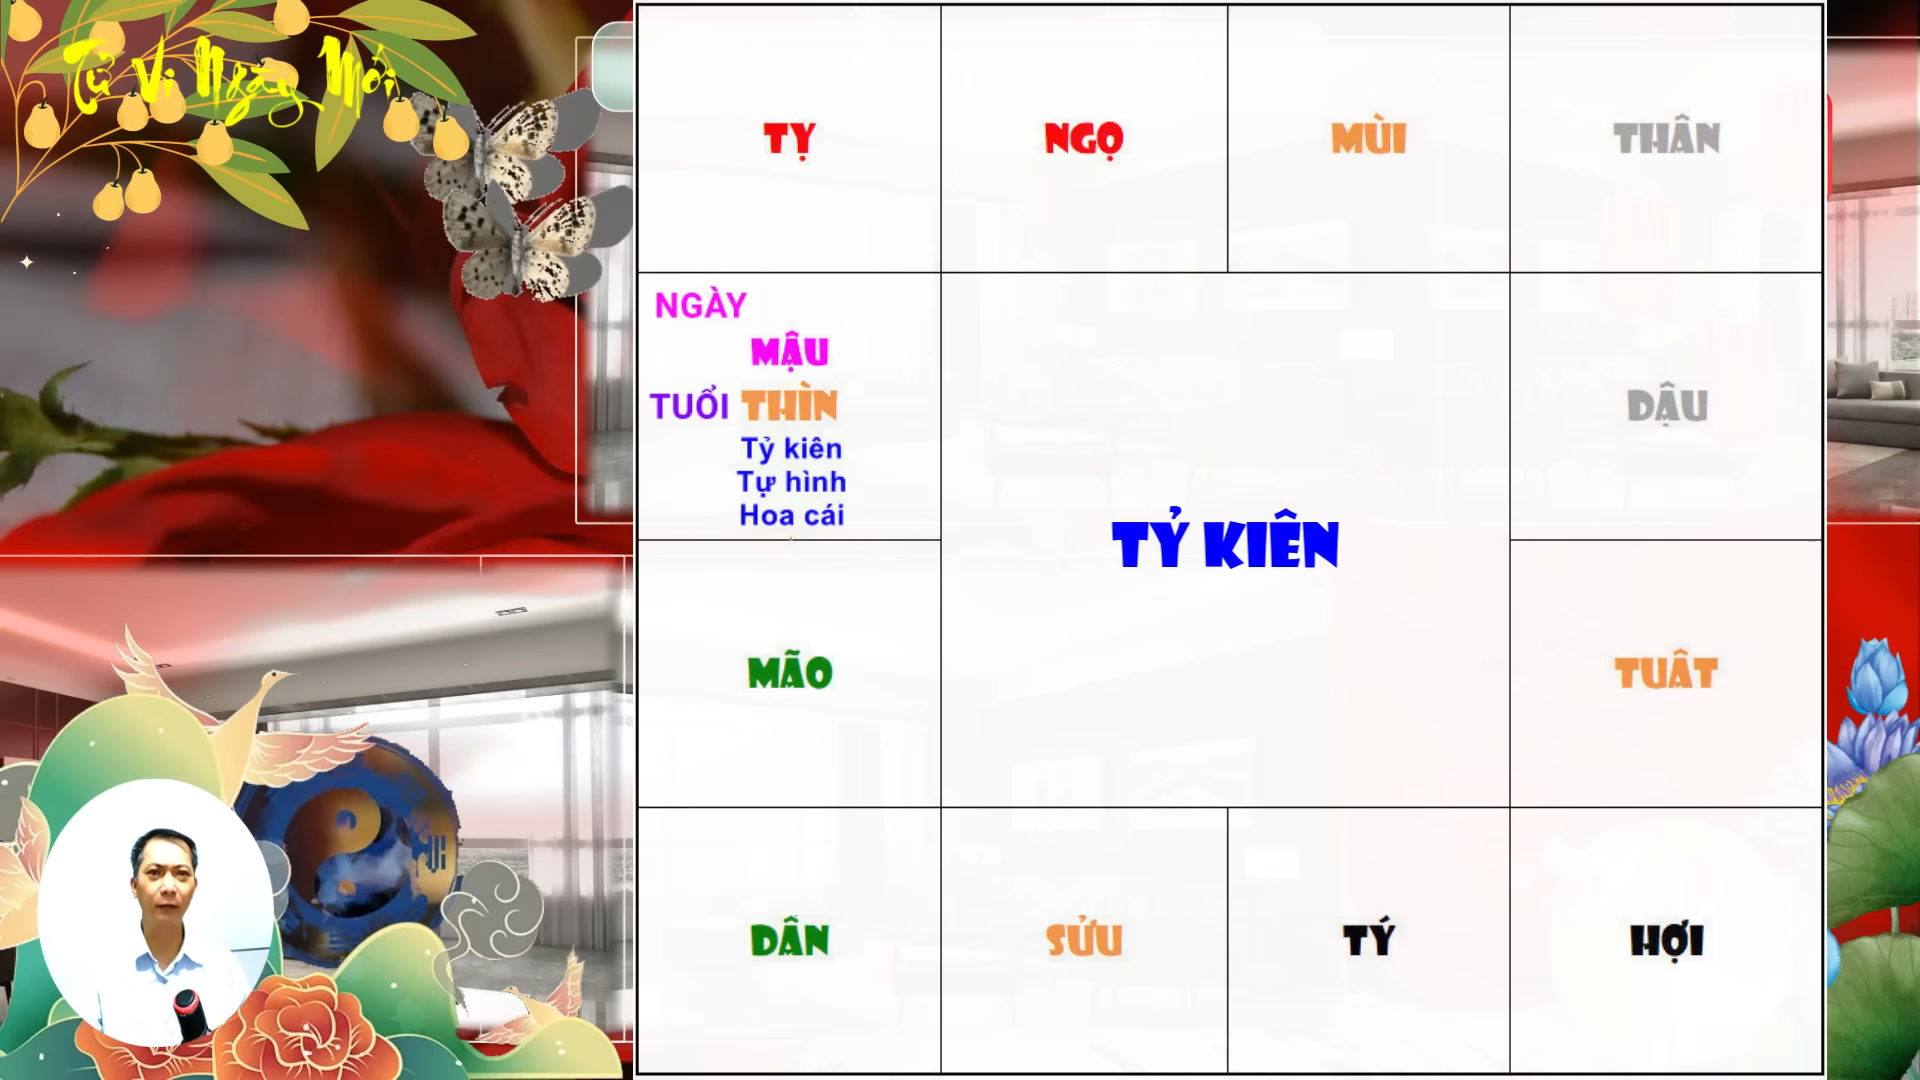 Tử Vi Ngày Mới
TỴ
NGỌ
MÙI
THÂN
NGÀY
MẬU
TUỔI THÌN
Tỷ kiên
Tự hình
Hoa cái
DẬU
TỶ KIÊN
MÃO
TUẤT
DẦN
SỬU
TÝ
HỢI